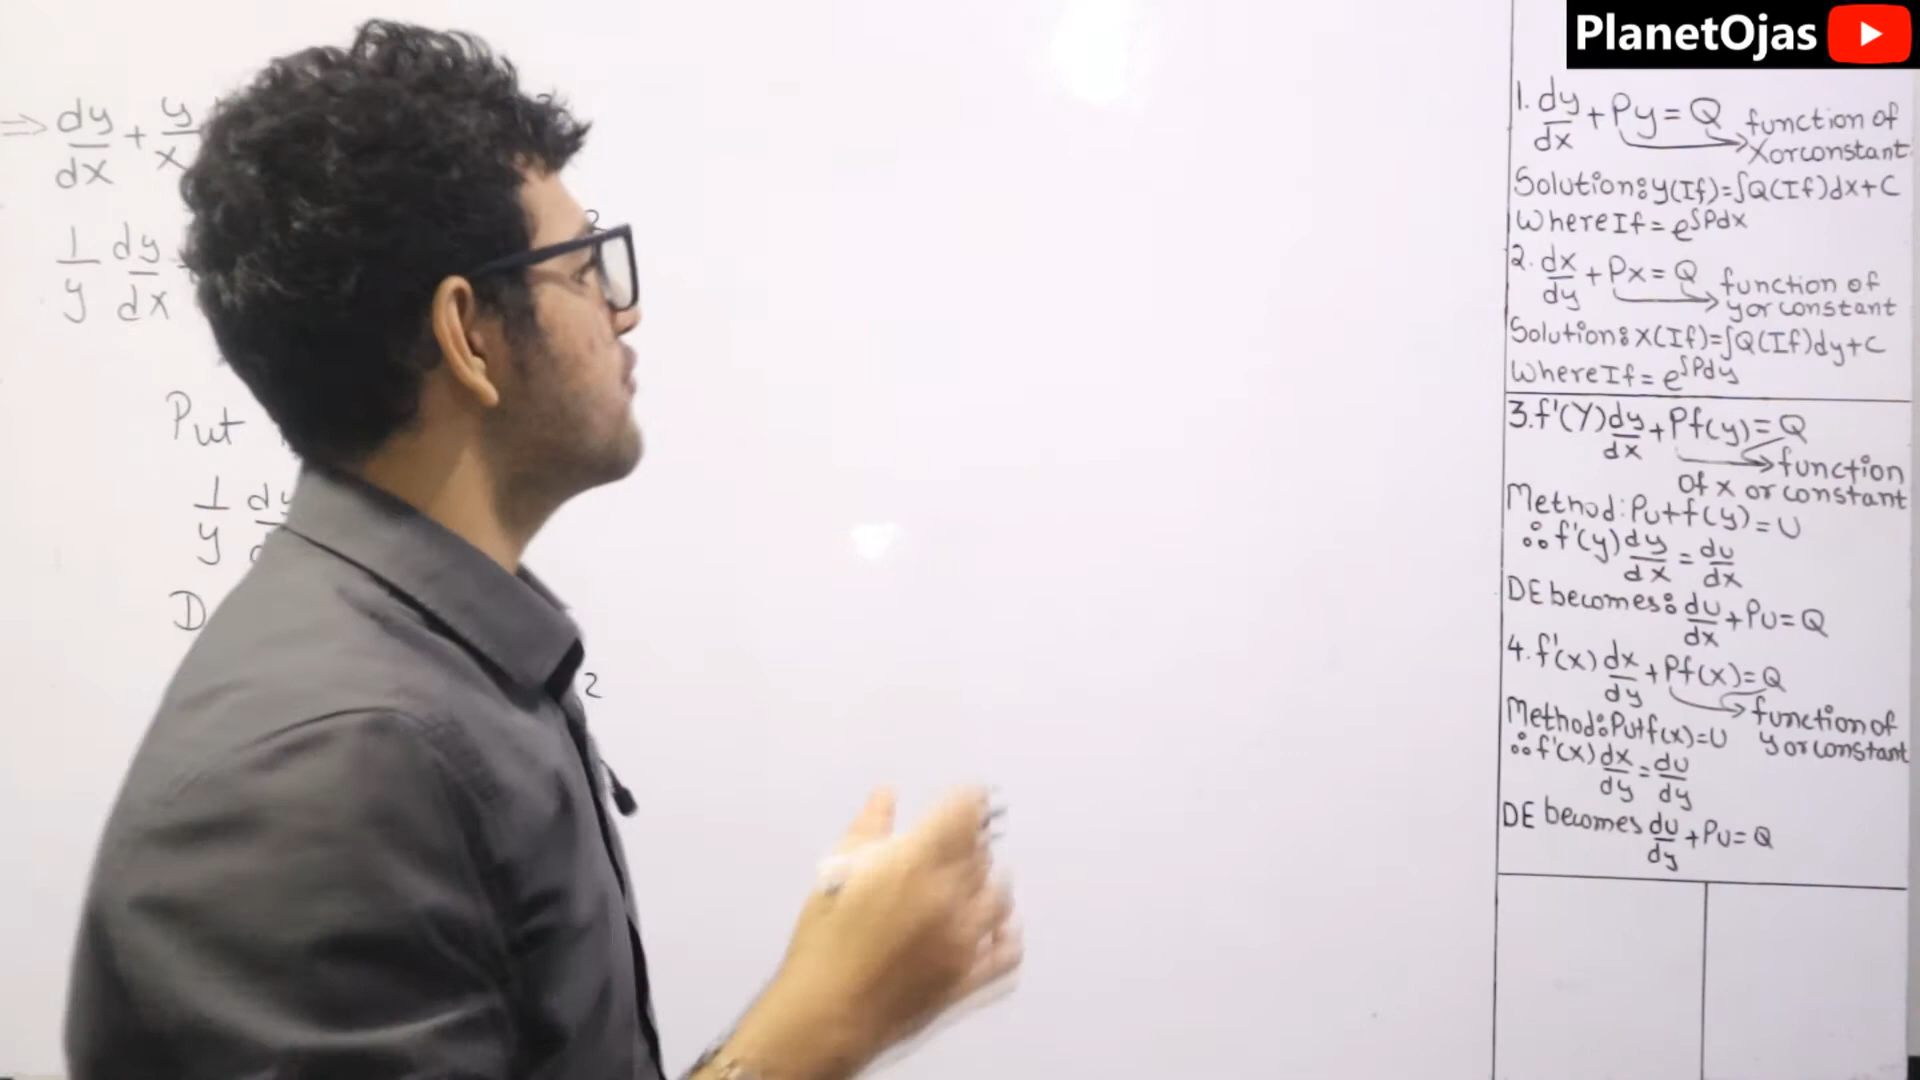 PlanetOjas
⇒ dy/dx + y/x
1/y dy/dx
Put
1/y
D
2
1. dy/dx + Py = Q function of
x or constant
Solution: y(If) = ∫Q(If)dx + C
Where If = e^∫Pdx
2. dx/dy + Px = Q function of
y or constant
Solution: x(If) = ∫Q(If)dy + C
Where If = e^∫Pdy
3. f'(Y) dy/dx + Pf(y) = Q
function
of x or constant
Method: Put f(y) = U
∴ f'(y) dy/dx = du/dx
DE becomes: du/dx + PU = Q
4. f'(x) dx/dy + Pf(x) = Q
function of
y or constant
Method: Put f(x) = U
∴ f'(x) dx/dy = du/dy
DE becomes du/dy + PU = Q